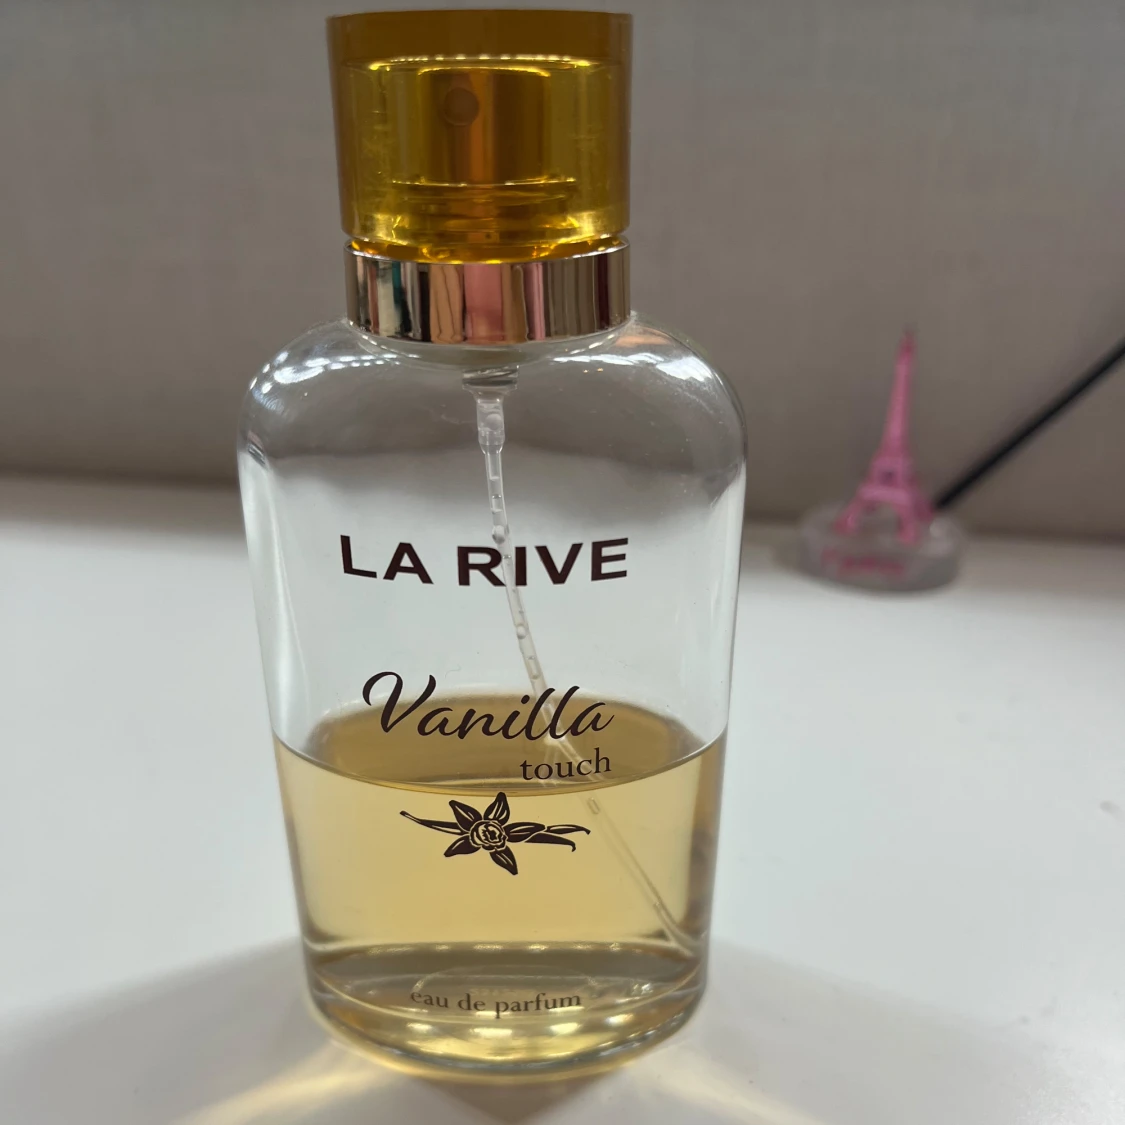 LA RIVE
Vanilla
touch
eau de parfum